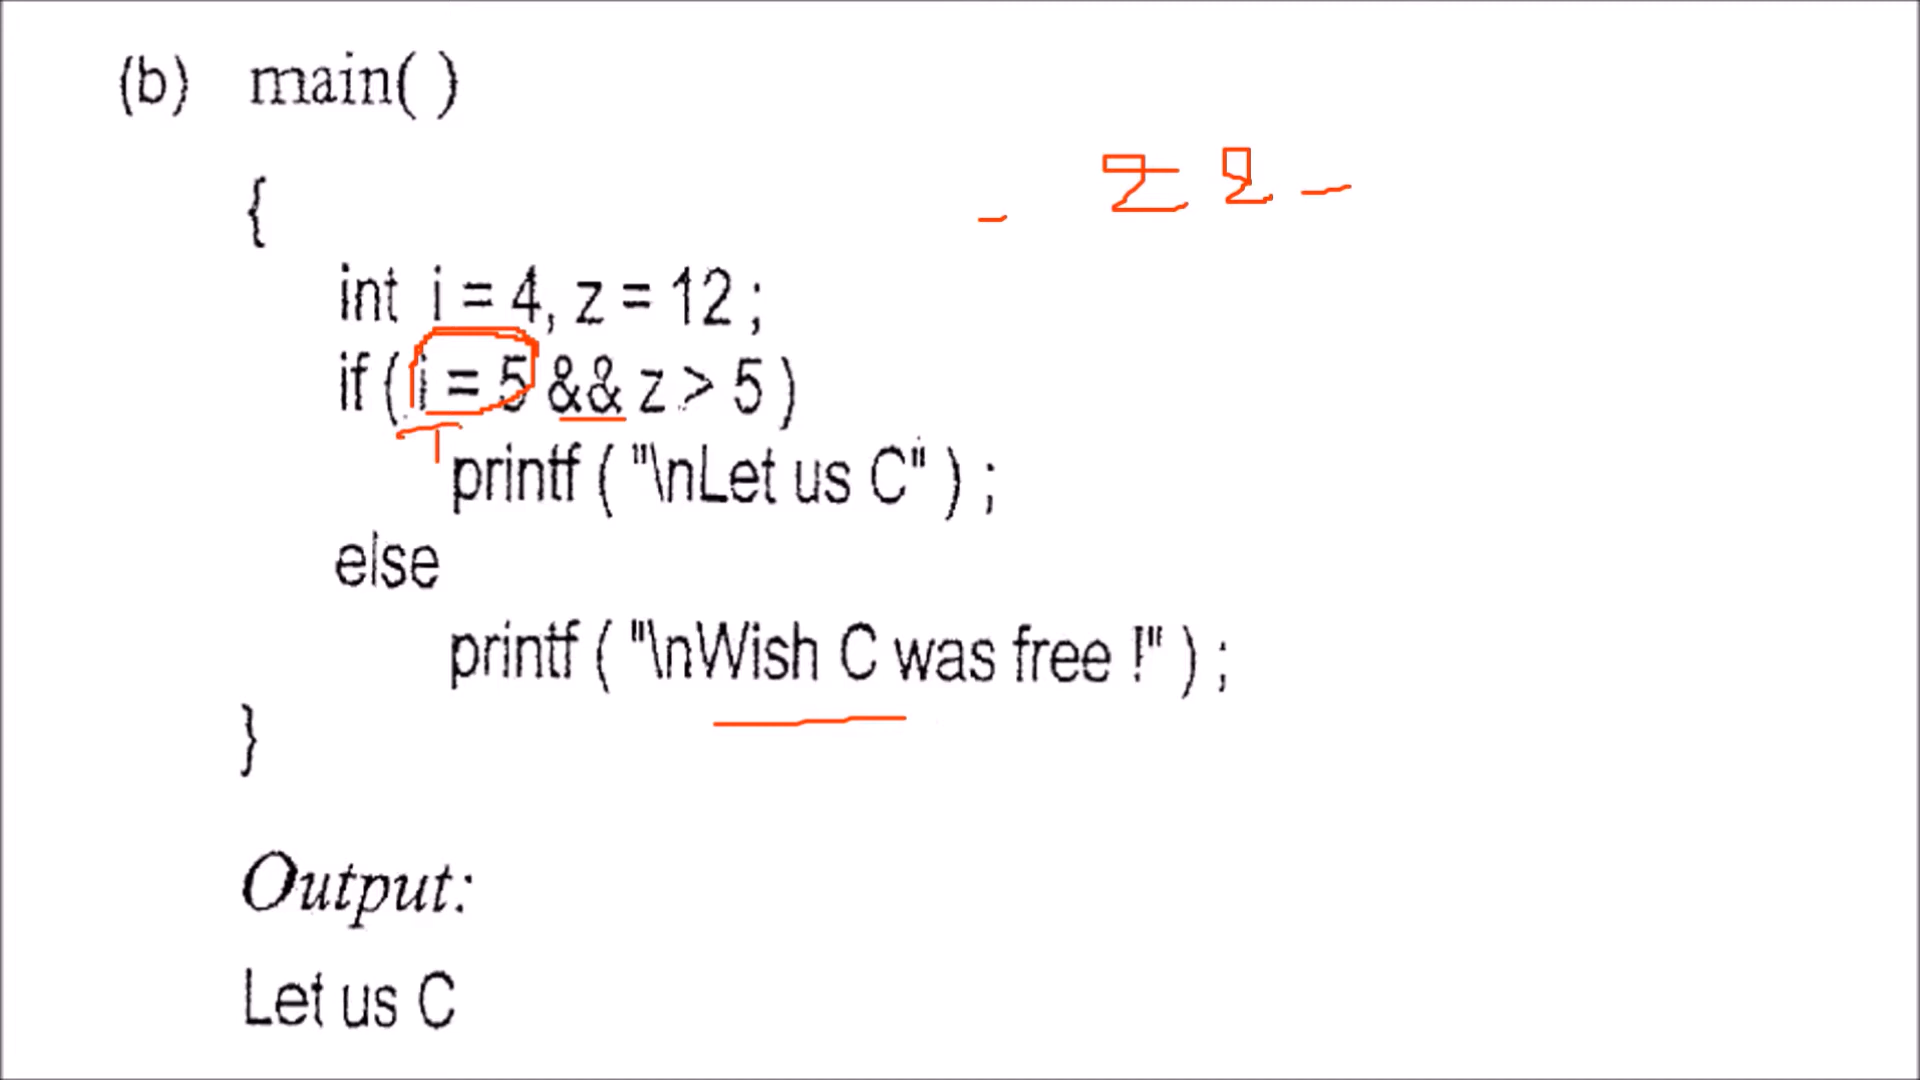 (b) main( )
{
int i = 4, z = 12 ;
if ( i = 5 && z > 5 )
printf ( "\nLet us C" ) ;
else
printf ( "\nWish C was free !" ) ;
}
Output:
Let us C